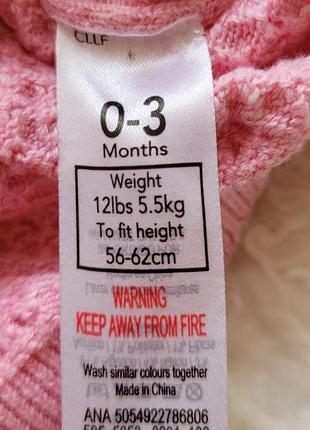 CLLF
0-3
Months
Weight
12lbs 5.5kg
To fit height
56-62cm
WARNING
KEEP AWAY FROM FIRE
Wash similar colours together
Made in China
ANA 5054922786806